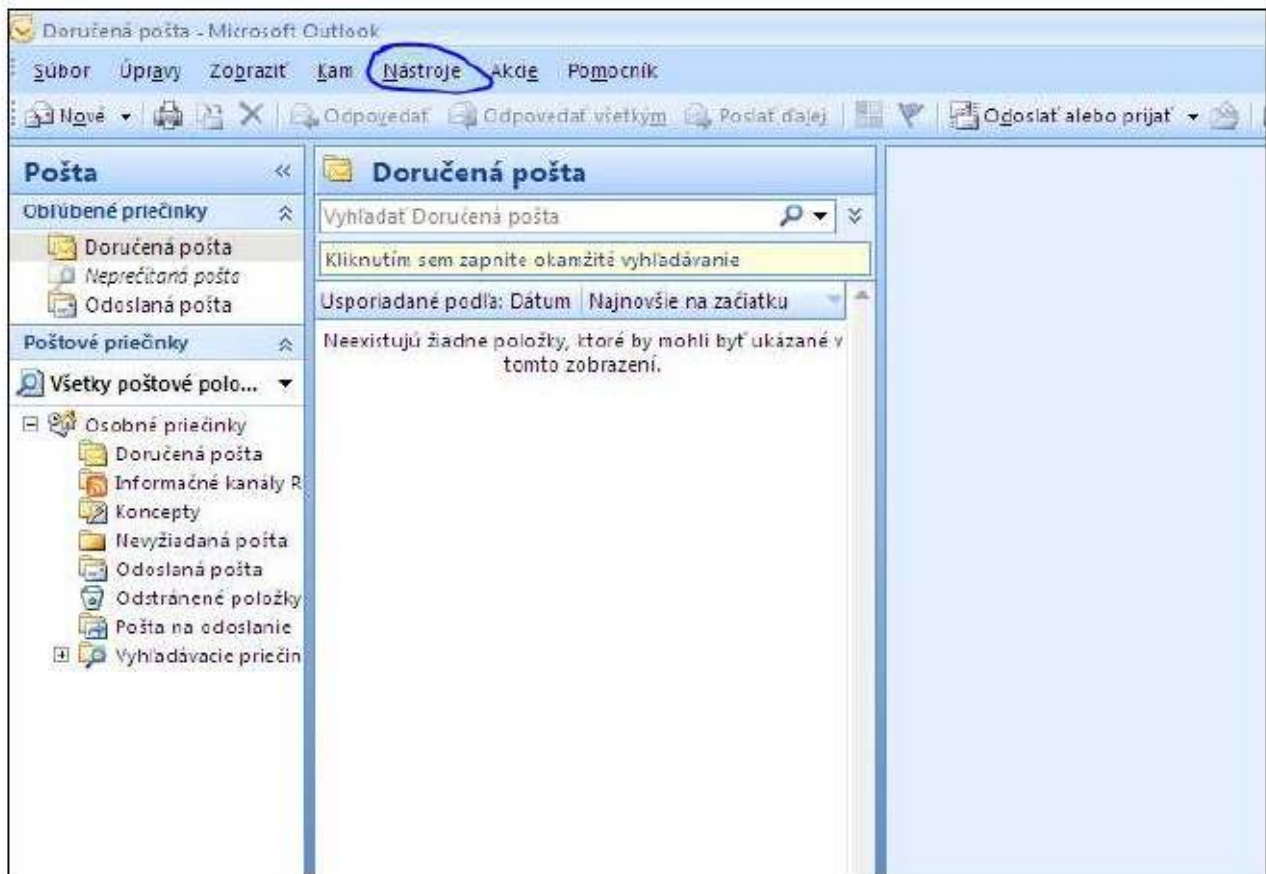 Doručená pošta - Microsoft Outlook
Súbor Úpravy Zobraziť Kam Nástroje Akcie Pomocník
Nové Odpovedať Odpovedať všetkým Poslať ďalej Odoslať alebo prijať
Pošta
Obľúbené priečinky
Doručená pošta
Neprečítaná pošta
Odoslaná pošta
Poštové priečinky
Všetky poštové polo...
Osobné priečinky
Doručená pošta
Informačné kanály R
Koncepty
Nevyžiadaná pošta
Odoslaná pošta
Odstránené položky
Pošta na odoslanie
Vyhľadávacie priečin
Doručená pošta
Vyhľadať Doručená pošta
Kliknutím sem zapnite okamžité vyhľadávanie
Usporiadané podľa: Dátum Najnovšie na začiatku
Neexistujú žiadne položky, ktoré by mohli byť ukázané v
tomto zobrazení.